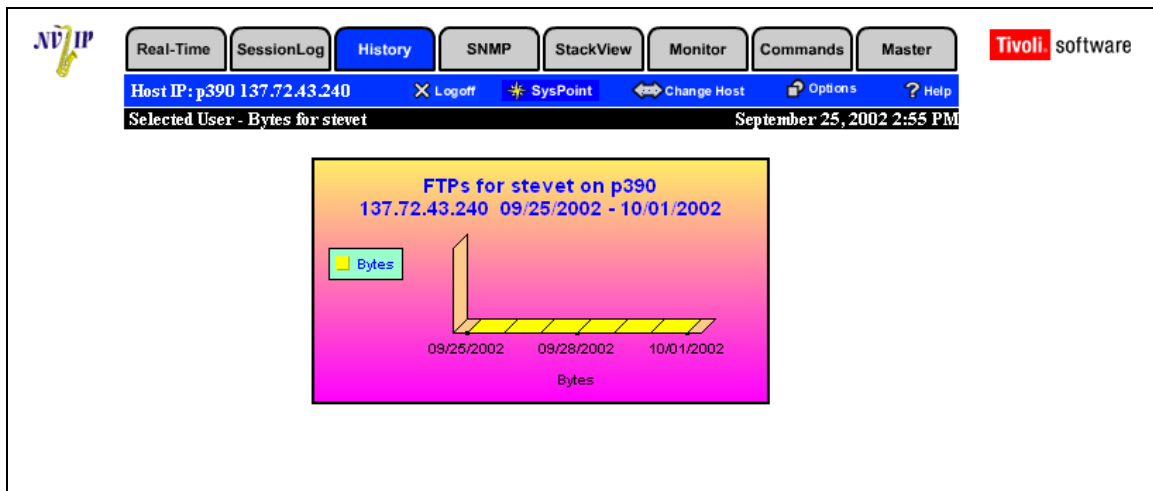 NV IP
Real-Time SessionLog History SNMP StackView Monitor Commands Master
Tivoli. software
Host IP: p390 137.72.43.240 Logoff SysPoint Change Host Options ? Help
Selected User - Bytes for stevet September 25, 2002 2:55 PM
FTPs for stevet on p390
137.72.43.240 09/25/2002 - 10/01/2002
Bytes
09/25/2002 09/28/2002 10/01/2002
Bytes